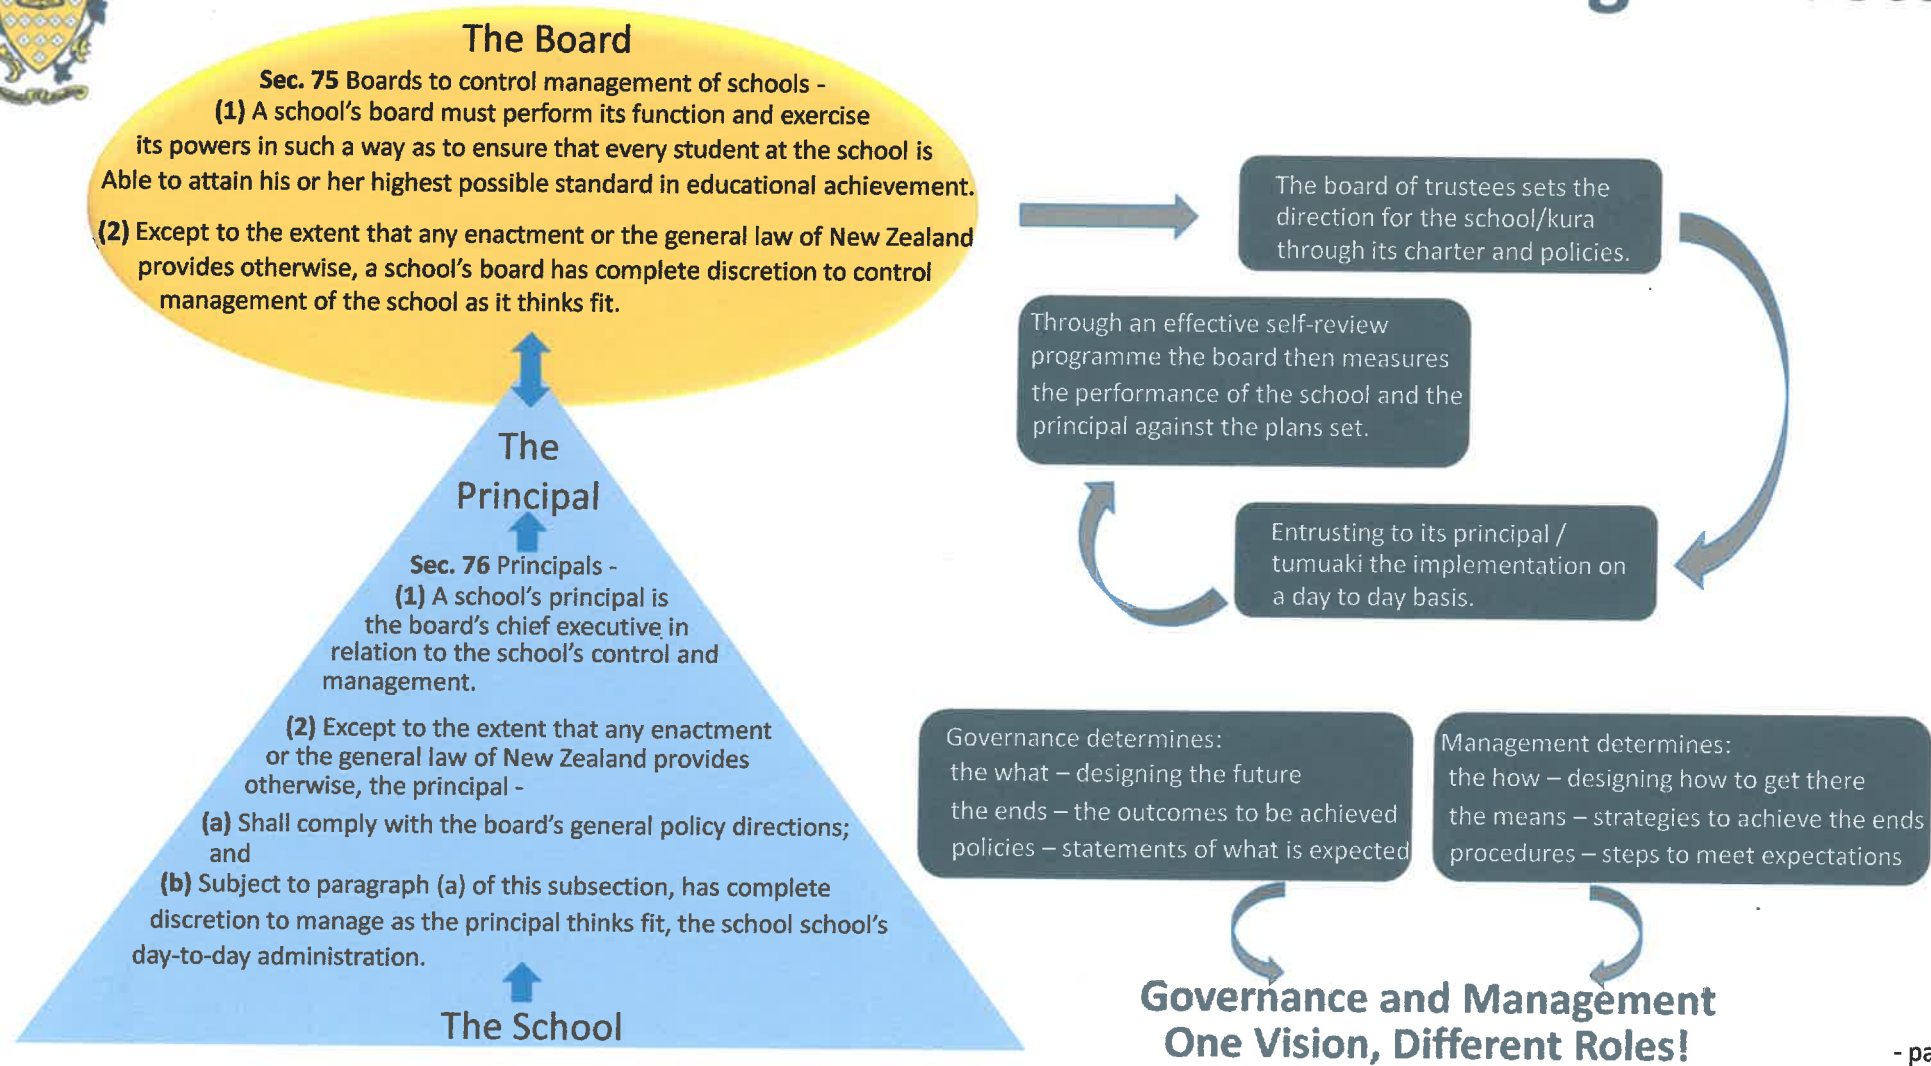 The Board
Sec. 75 Boards to control management of schools -
(1) A school's board must perform its function and exercise
its powers in such a way as to ensure that every student at the school is
Able to attain his or her highest possible standard in educational achievement.
(2) Except to the extent that any enactment or the general law of New Zealand
provides otherwise, a school's board has complete discretion to control
management of the school as it thinks fit.
The
Principal
Sec. 76 Principals -
(1) A school's principal is
the board's chief executive in
relation to the school's control and
management.
(2) Except to the extent that any enactment
or the general law of New Zealand provides
otherwise, the principal -
(a) Shall comply with the board's general policy directions;
and
(b) Subject to paragraph (a) of this subsection, has complete
discretion to manage as the principal thinks fit, the school school's
day-to-day administration.
The School
The board of trustees sets the
direction for the school/kura
through its charter and policies.
Through an effective self-review
programme the board then measures
the performance of the school and the
principal against the plans set.
Entrusting to its principal /
tumuaki the implementation on
a day to day basis.
Governance determines:
the what – designing the future
the ends – the outcomes to be achieved
policies – statements of what is expected
Management determines:
the how – designing how to get there
the means – strategies to achieve the ends
procedures – steps to meet expectations
Governance and Management
One Vision, Different Roles!